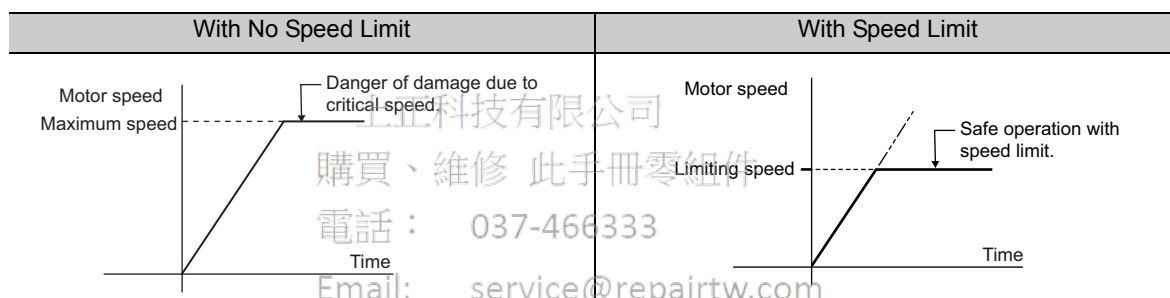 With No Speed Limit
With Speed Limit
Motor speed
Maximum speed
Danger of damage due to
critical speed.
Time
Motor speed
Limiting speed
Safe operation with
speed limit.
Time
上正科技有限公司
購買、維修 此手冊零組件
電話： 037-466333
Email: service@repairtw.com